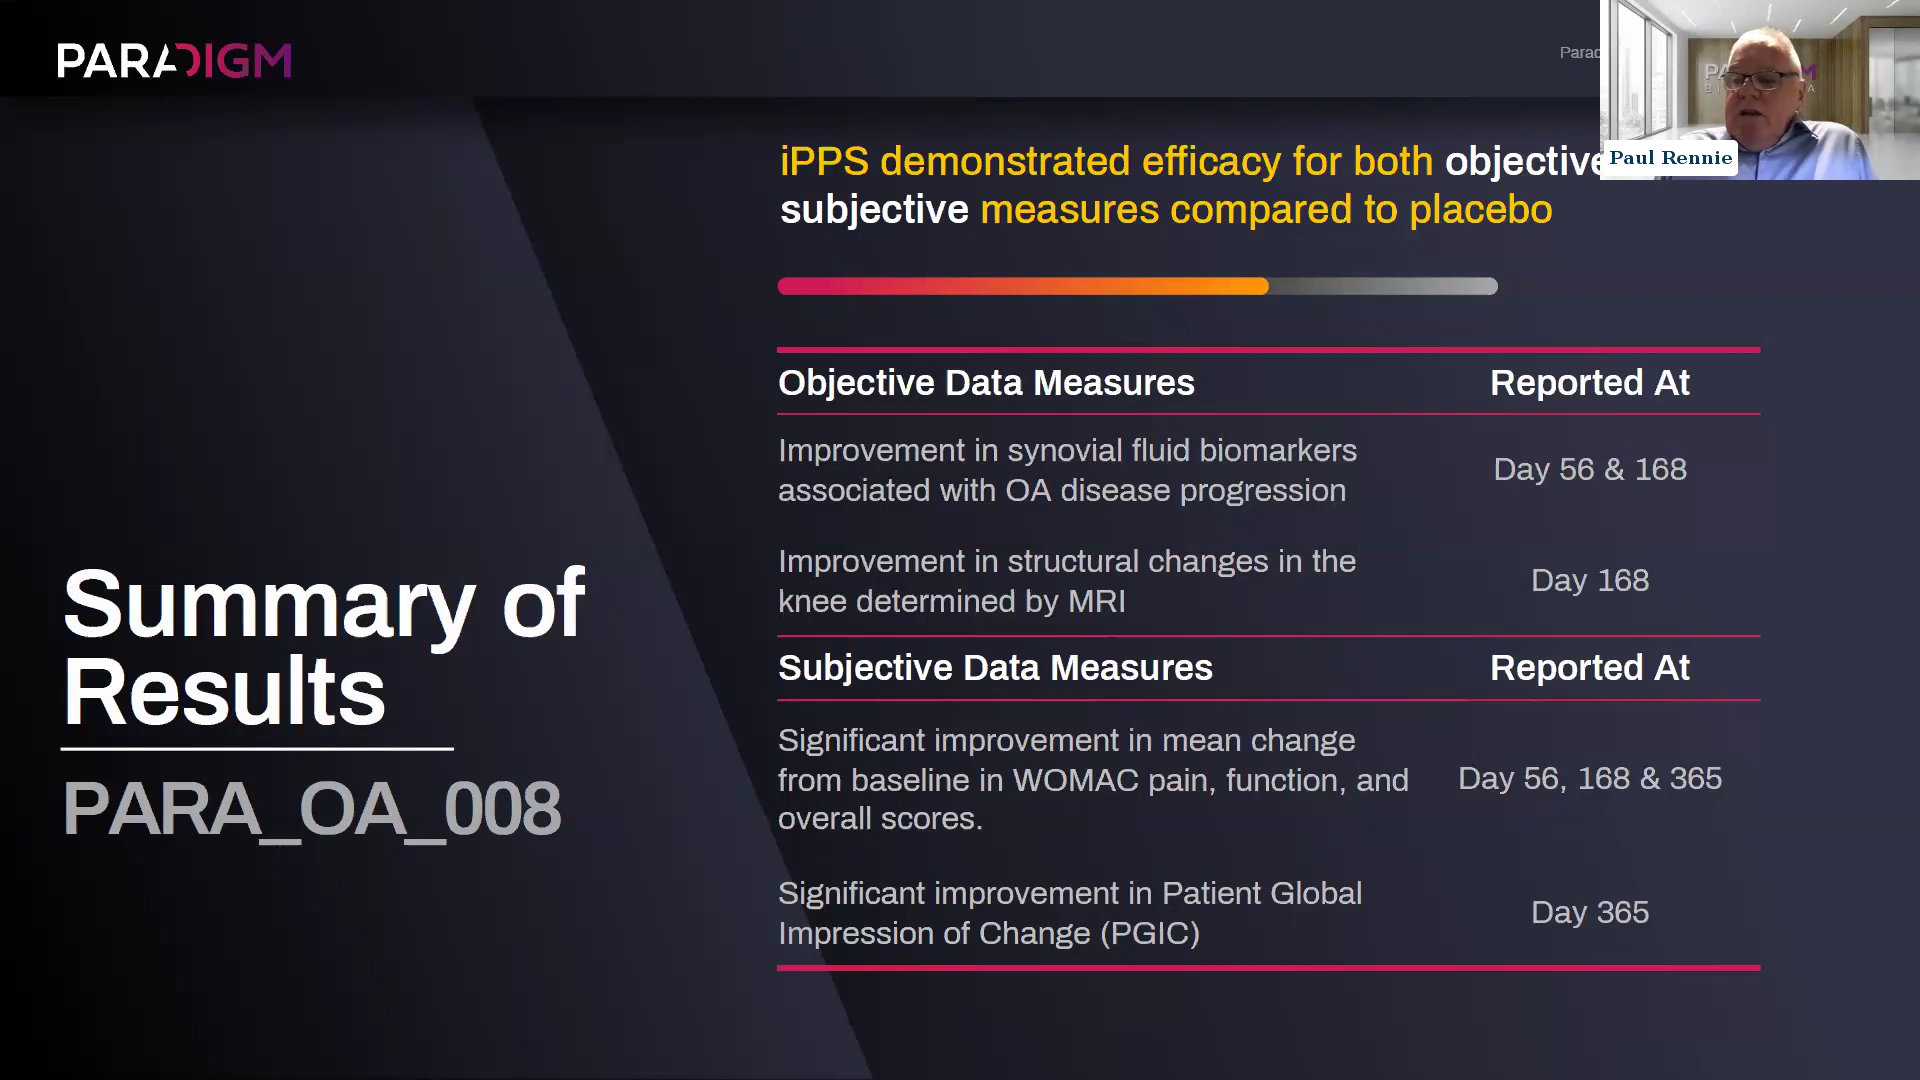 PARADIGM
Paul Rennie
iPPS demonstrated efficacy for both objective
subjective measures compared to placebo
Objective Data Measures Reported At
Improvement in synovial fluid biomarkers
associated with OA disease progression
Day 56 & 168
Improvement in structural changes in the
knee determined by MRI
Day 168
Subjective Data Measures Reported At
Significant improvement in mean change
from baseline in WOMAC pain, function, and
overall scores.
Day 56, 168 & 365
Significant improvement in Patient Global
Impression of Change (PGIC)
Day 365
Summary of
Results
PARA_OA_008